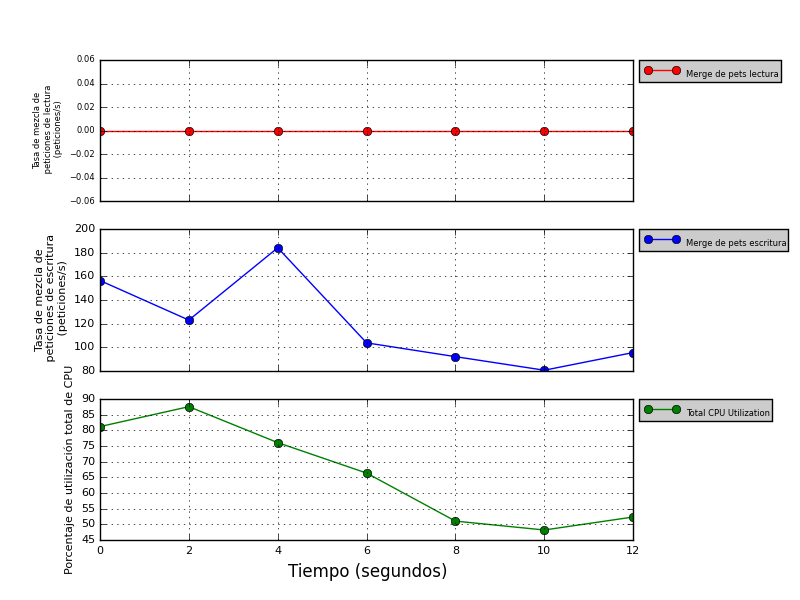 Tasa de mezcla de
peticiones de lectura
(peticiones/s)
0.06
0.04
0.02
0.00
−0.02
−0.04
−0.06
Merge de pets lectura
Tasa de mezcla de
peticiones de escritura
(peticiones/s)
200
180
160
140
120
100
80
Merge de pets escritura
Porcentaje de utilización total de CPU
90
85
80
75
70
65
60
55
50
45
Total CPU Utilization
0 2 4 6 8 10 12
Tiempo (segundos)